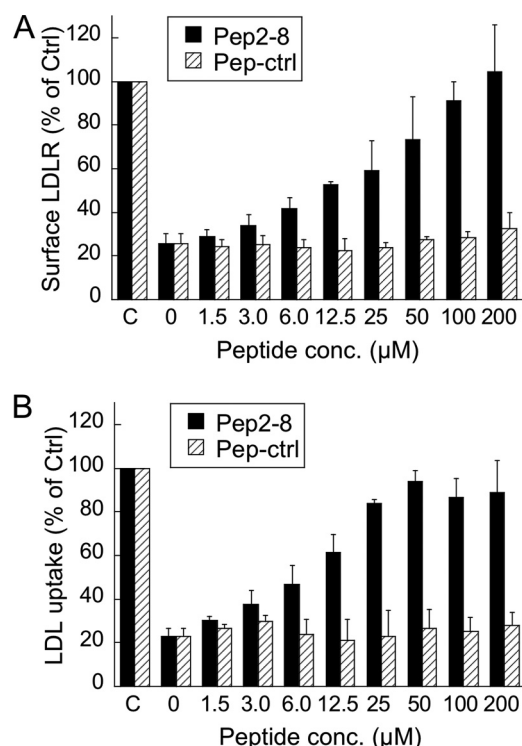 A
120
Pep2-8
Pep-ctrl
100
80
60
40
20
0
Surface LDLR (% of Ctrl)
C 0 1.5 3.0 6.0 12.5 25 50 100 200
Peptide conc. (µM)
B
120
Pep2-8
Pep-ctrl
100
80
60
40
20
0
LDL uptake (% of Ctrl)
C 0 1.5 3.0 6.0 12.5 25 50 100 200
Peptide conc. (µM)